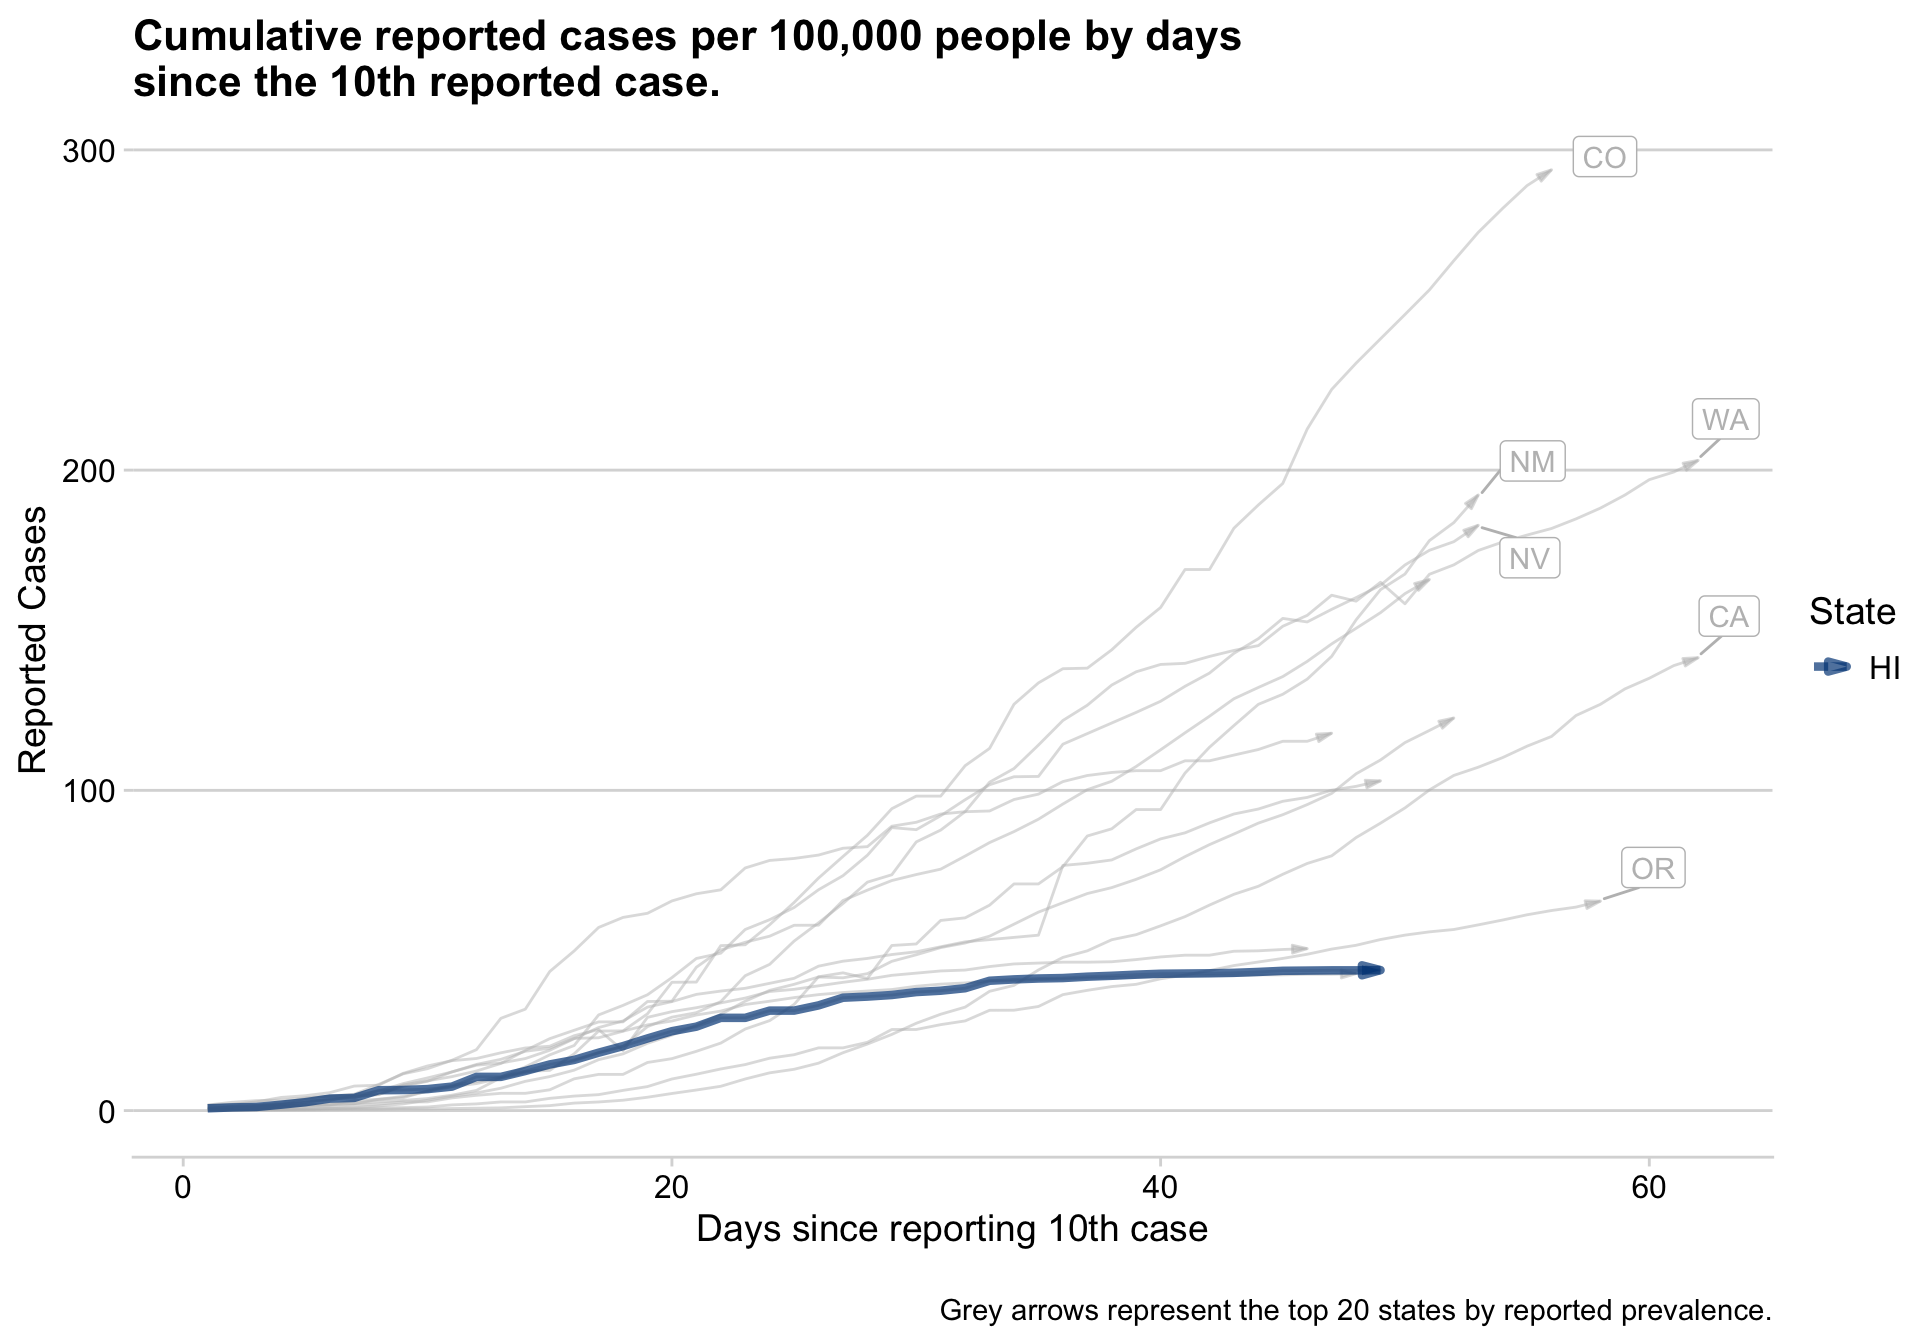 Cumulative reported cases per 100,000 people by days
since the 10th reported case.
300
200
100
0
Reported Cases
CO
WA
NM
NV
CA
OR
State
HI
0
20
40
60
Days since reporting 10th case
Grey arrows represent the top 20 states by reported prevalence.